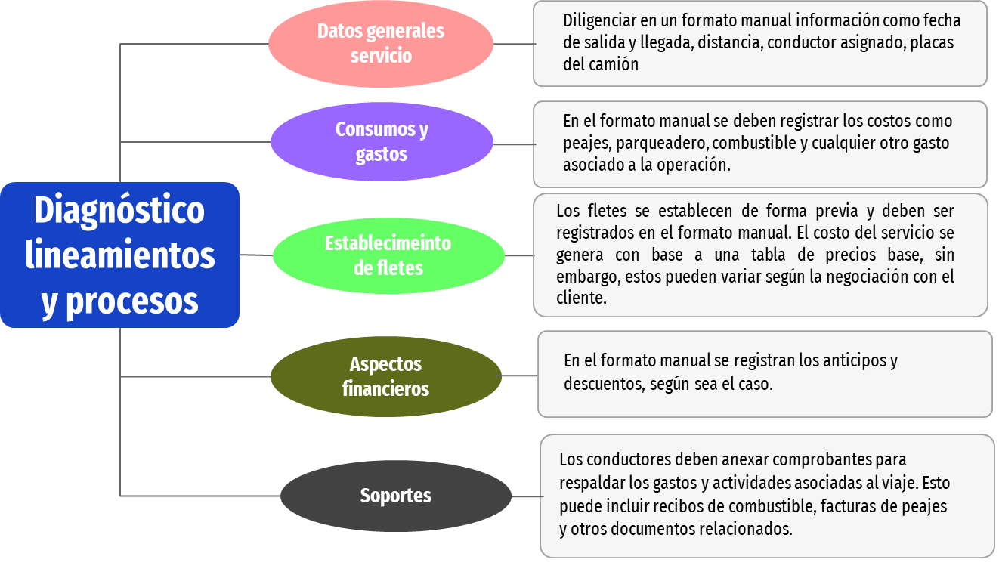 Diagnóstico
lineamientos
y procesos
Datos generales
servicio
Diligenciar en un formato manual información como fecha
de salida y llegada, distancia, conductor asignado, placas
del camión
Consumos y
gastos
En el formato manual se deben registrar los costos como
peajes, parqueadero, combustible y cualquier otro gasto
asociado a la operación.
Establecimeinto
de fletes
Los fletes se establecen de forma previa y deben ser
registrados en el formato manual. El costo del servicio se
genera con base a una tabla de precios base, sin
embargo, estos pueden variar según la negociación con el
cliente.
Aspectos
financieros
En el formato manual se registran los anticipos y
descuentos, según sea el caso.
Soportes
Los conductores deben anexar comprobantes para
respaldar los gastos y actividades asociadas al viaje. Esto
puede incluir recibos de combustible, facturas de peajes
y otros documentos relacionados.